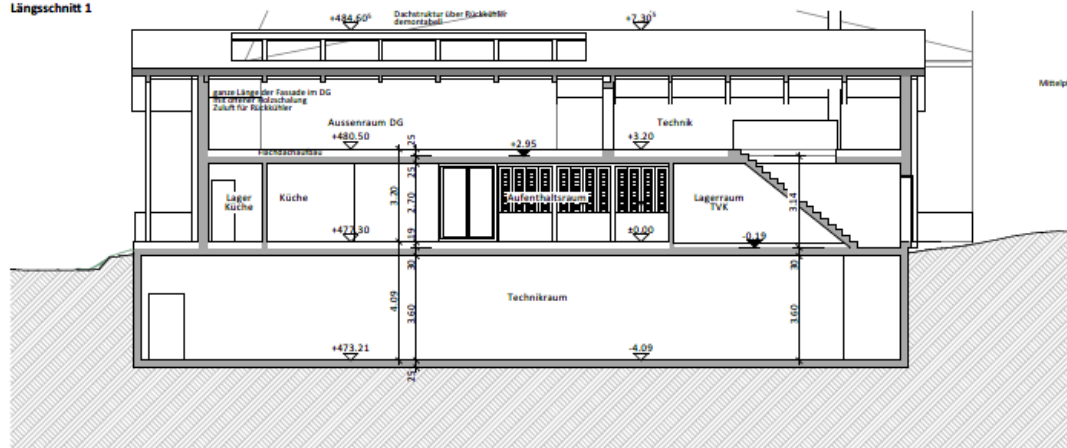 Längsschnitt 1
+484.60⁵
Dachstruktur über Rückkühler
demontabel
+7.30⁵
Mittelp
ganze Länge der Fassade im DG
mit offener Holzschalung
Zuluft für Rückkühler
Aussenraum DG
Technik
+480.50
+2.95
+3.20
25
Flachdachaufbau
25
Lager
Küche
Küche
3.20
2.70
Aufenthaltsraum
Lagerraum
TVK
3.14
+477.30
19
±0.00
-0.19
30
30
4.09
3.60
Technikraum
3.60
+473.21
-4.09
25